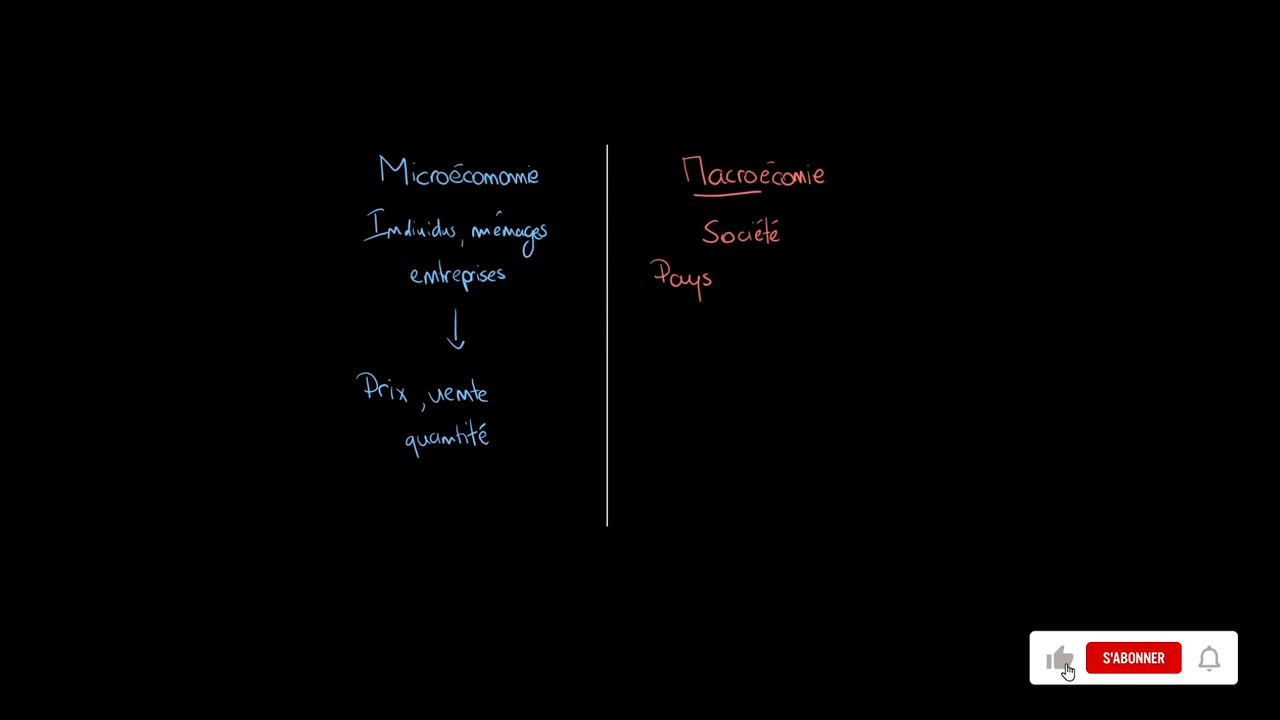 Microéconomie
Individus, ménages
entreprises
Prix, vente
quantité
Macroécomie
Société
Pays
S'ABONNER